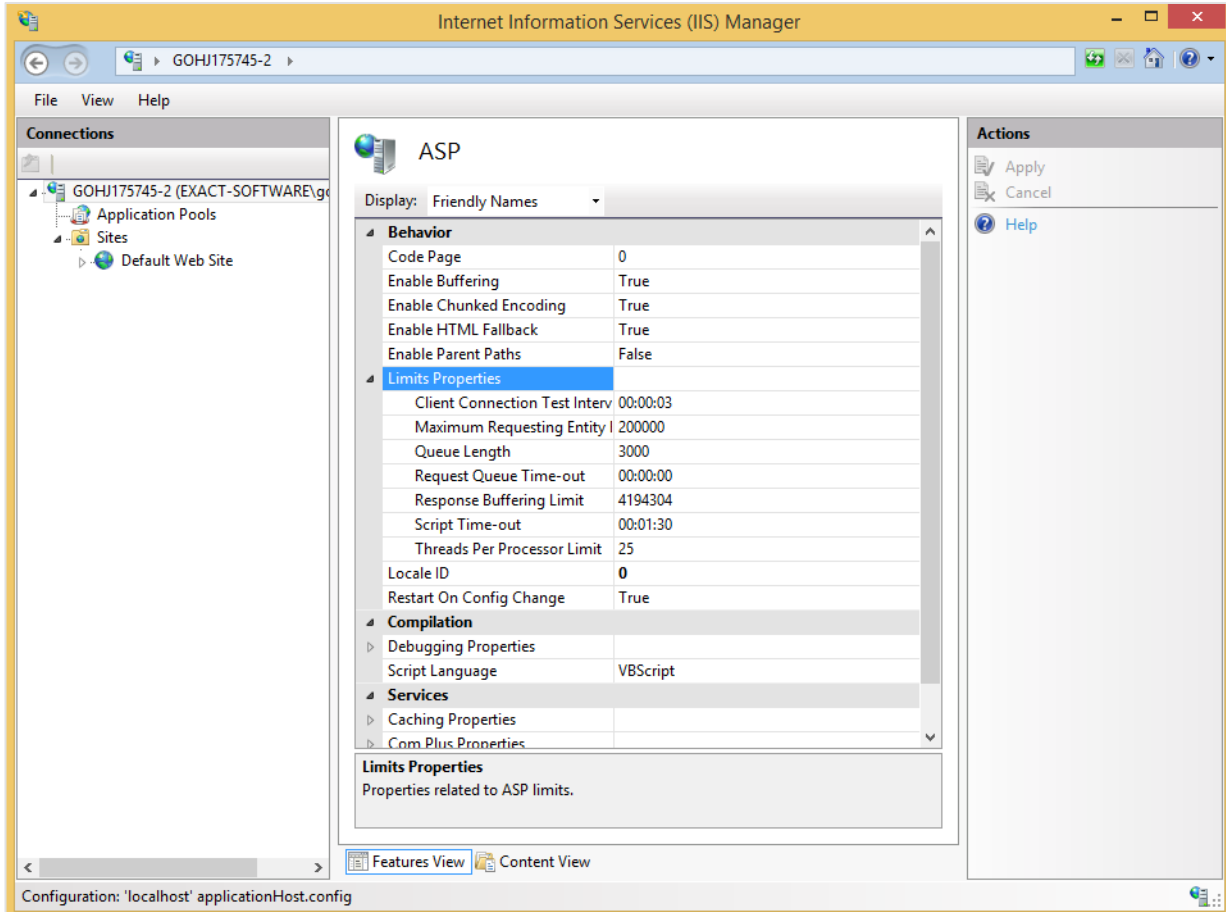 Internet Information Services (IIS) Manager
GOHJ175745-2
File View Help
Connections
GOHJ175745-2 (EXACT-SOFTWARE\go
Application Pools
Sites
Default Web Site
ASP
Display: Friendly Names
Behavior
Code Page 0
Enable Buffering True
Enable Chunked Encoding True
Enable HTML Fallback True
Enable Parent Paths False
Limits Properties
Client Connection Test Interv 00:00:03
Maximum Requesting Entity 200000
Queue Length 3000
Request Queue Time-out 00:00:00
Response Buffering Limit 4194304
Script Time-out 00:01:30
Threads Per Processor Limit 25
Locale ID 0
Restart On Config Change True
Compilation
Debugging Properties
Script Language VBScript
Services
Caching Properties
Com Plus Properties
Limits Properties
Properties related to ASP limits.
Features View Content View
Actions
Apply
Cancel
Help
Configuration: 'localhost' applicationHost.config